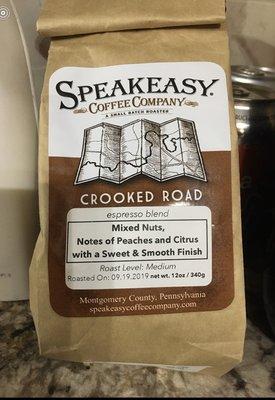 SPEAKEASY
COFFEE COMPANY
A SMALL BATCH ROASTER
CROOKED ROAD
espresso blend
Mixed Nuts,
Notes of Peaches and Citrus
with a Sweet & Smooth Finish
Roast Level: Medium
Roasted On: 09.19.2019 net wt. 12oz / 340g
Montgomery County, Pennsylvania
speakeasycoffeecompany.com